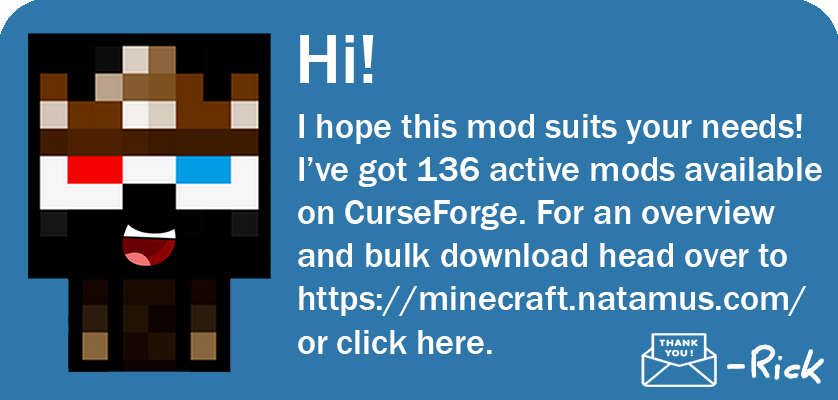 Hi!
I hope this mod suits your needs!
I’ve got 136 active mods available
on CurseForge. For an overview
and bulk download head over to
https://minecraft.natamus.com/
or click here.
THANK
YOU!
-Rick